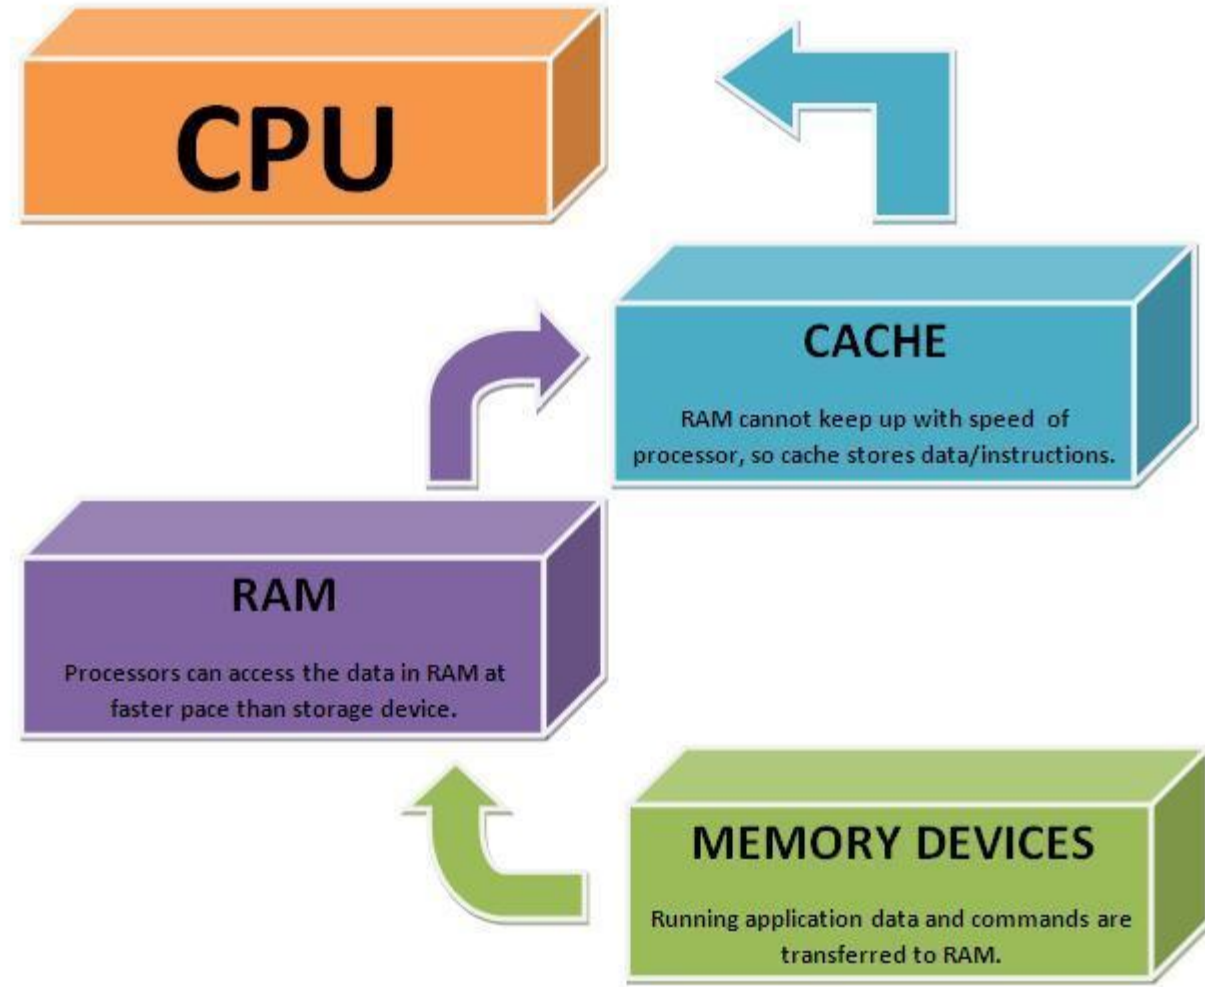 CPU
CACHE
RAM cannot keep up with speed of
processor, so cache stores data/instructions.
RAM
Processors can access the data in RAM at
faster pace than storage device.
MEMORY DEVICES
Running application data and commands are
transferred to RAM.